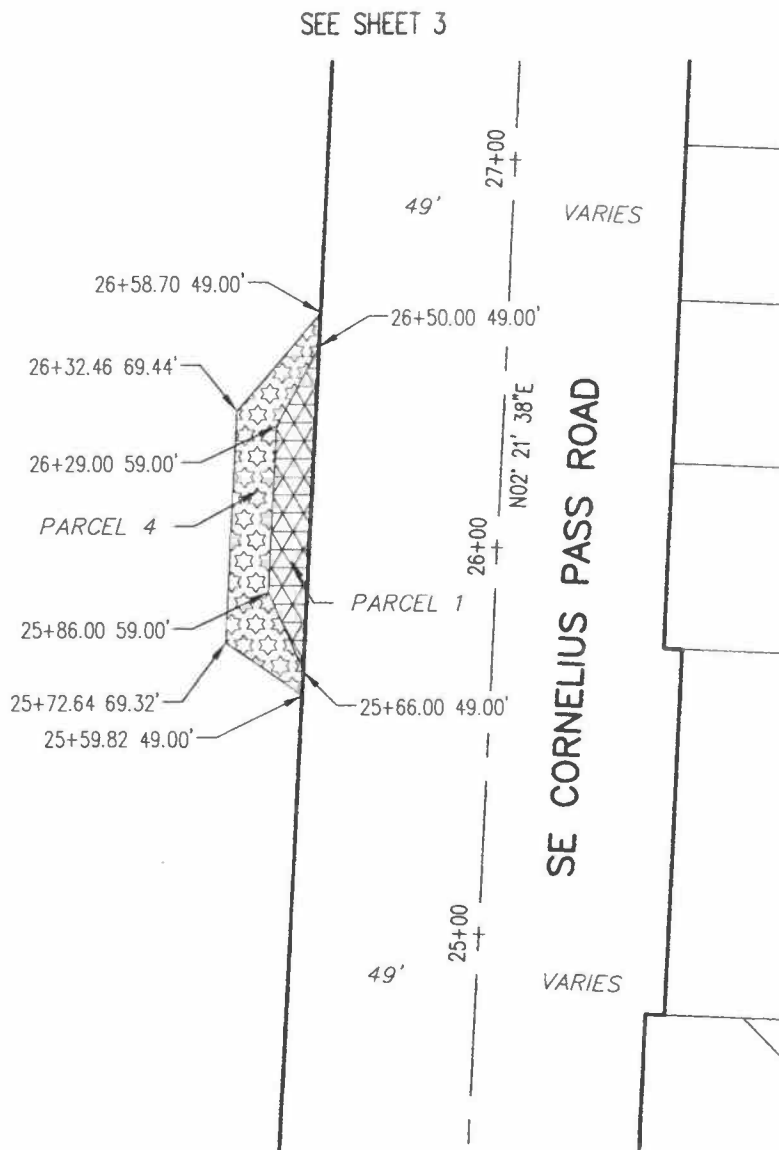 SEE SHEET 3
27+00
49'
VARIES
26+58.70 49.00'
26+50.00 49.00'
26+32.46 69.44'
N02° 21' 38"E
SE CORNELIUS PASS ROAD
26+29.00 59.00'
PARCEL 4
26+00
PARCEL 1
25+86.00 59.00'
25+72.64 69.32'
25+66.00 49.00'
25+59.82 49.00'
25+00
49'
VARIES